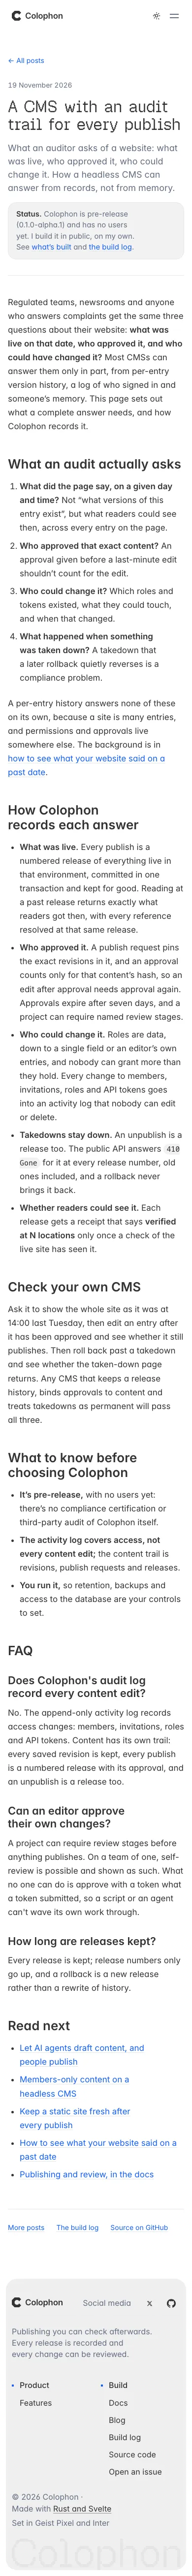 Colophon
← All posts
19 November 2026
A CMS with an audit
trail for every publish
What an auditor asks of a website: what
was live, who approved it, who could
change it. How a headless CMS can
answer from records, not from memory.
Status. Colophon is pre-release
(0.1.0-alpha.1) and has no users
yet. I build it in public, on my own.
See what's built and the build log.
Regulated teams, newsrooms and anyone
who answers complaints get the same three
questions about their website: what was
live on that date, who approved it, and who
could have changed it? Most CMSs can
answer them only in part, from per-entry
version history, a log of who signed in and
someone's memory. This page sets out
what a complete answer needs, and how
Colophon records it.
What an audit actually asks
1. What did the page say, on a given day
and time? Not “what versions of this
entry exist”, but what readers could see
then, across every entry on the page.
2. Who approved that exact content? An
approval given before a last-minute edit
shouldn't count for the edit.
3. Who could change it? Which roles and
tokens existed, what they could touch,
and when that changed.
4. What happened when something
was taken down? A takedown that
a later rollback quietly reverses is a
compliance problem.
A per-entry history answers none of these
on its own, because a site is many entries,
and permissions and approvals live
somewhere else. The background is in
how to see what your website said on a
past date.
How Colophon
records each answer
• What was live. Every publish is a
numbered release of everything live in
that environment, committed in one
transaction and kept for good. Reading at
a past release returns exactly what
readers got then, with every reference
resolved at that same release.
• Who approved it. A publish request pins
the exact revisions in it, and an approval
counts only for that content's hash, so an
edit after approval needs approval again.
Approvals expire after seven days, and a
project can require named review stages.
• Who could change it. Roles are data,
down to a single field or an editor's own
entries, and nobody can grant more than
they hold. Every change to members,
invitations, roles and API tokens goes
into an activity log that nobody can edit
or delete.
• Takedowns stay down. An unpublish is a
release too. The public API answers 410
Gone for it at every release number, old
ones included, and a rollback never
brings it back.
• Whether readers could see it. Each
release gets a receipt that says verified
at N locations only once a check of the
live site has seen it.
Check your own CMS
Ask it to show the whole site as it was at
14:00 last Tuesday, then edit an entry after
it has been approved and see whether it still
publishes. Then roll back past a takedown
and see whether the taken-down page
returns. Any CMS that keeps a release
history, binds approvals to content and
treats takedowns as permanent will pass
all three.
What to know before
choosing Colophon
• It's pre-release, with no users yet:
there's no compliance certification or
third-party audit of Colophon itself.
• The activity log covers access, not
every content edit; the content trail is
revisions, publish requests and releases.
• You run it, so retention, backups and
access to the database are your controls
to set.
FAQ
Does Colophon's audit log
record every content edit?
No. The append-only activity log records
access changes: members, invitations, roles
and API tokens. Content has its own trail:
every saved revision is kept, every publish
is a numbered release with its approval, and
an unpublish is a release too.
Can an editor approve
their own changes?
A project can require review stages before
anything publishes. On a team of one, self-
review is possible and shown as such. What
no one can do is approve with a token what
a token submitted, so a script or an agent
can't wave its own work through.
How long are releases kept?
Every release is kept; release numbers only
go up, and a rollback is a new release
rather than a rewrite of history.
Read next
• Let AI agents draft content, and
people publish
• Members-only content on a
headless CMS
• Keep a static site fresh after
every publish
• How to see what your website said on a
past date
• Publishing and review, in the docs
More posts The build log Source on GitHub
Colophon Social media
Publishing you can check afterwards.
Every release is recorded and
every change can be reviewed.
Product Build
Features Docs
Blog
Build log
Source code
Open an issue
© 2026 Colophon ·
Made with Rust and Svelte
Set in Geist Pixel and Inter
Colophon